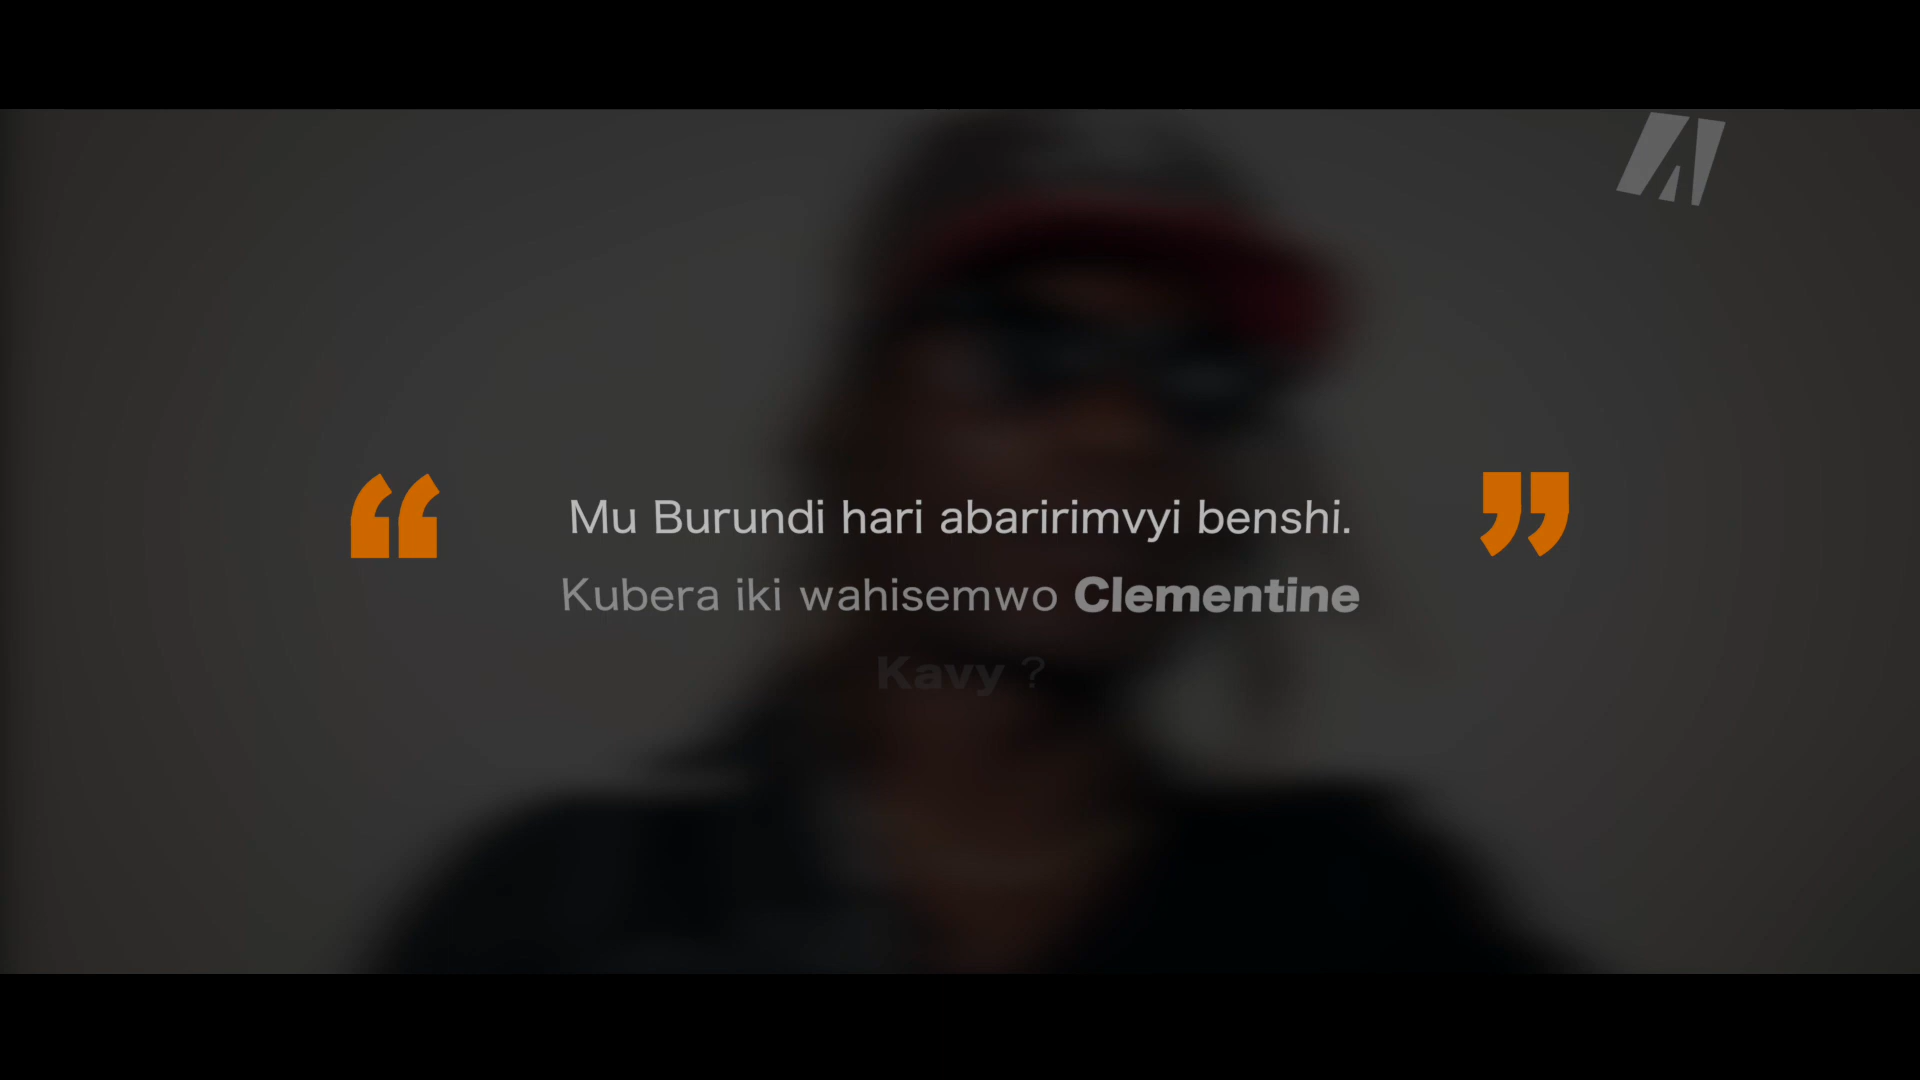 “ Mu Burundi hari abaririmvyi benshi. ”
Kubera iki wahisemwo Clementine
Kavy ?